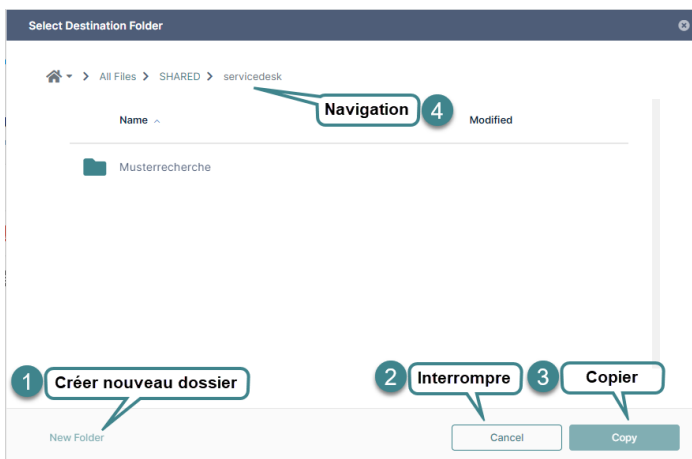 Select Destination Folder
All Files > SHARED > servicedesk
Navigation 4
Name Modified
Musterrecherche
1 Créer nouveau dossier
2 Interrompre
3 Copier
New Folder Cancel Copy